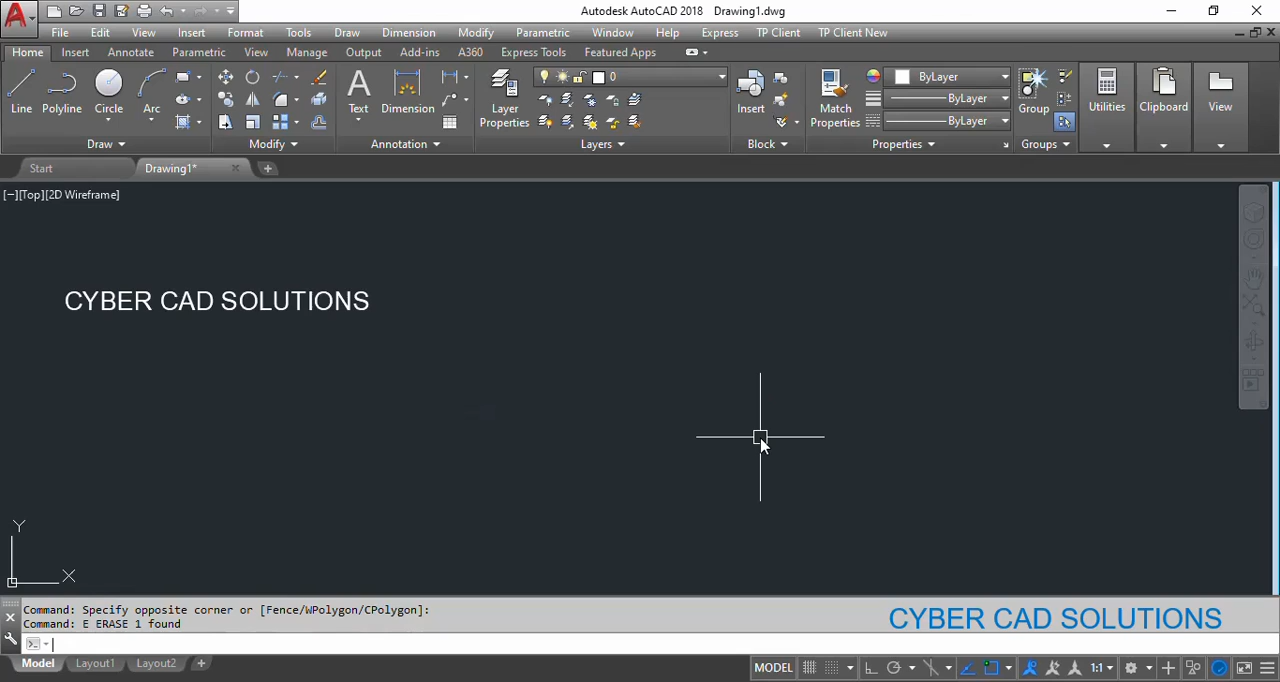 Autodesk AutoCAD 2018 Drawing1.dwg
File Edit View Insert Format Tools Draw Dimension Modify Parametric Window Help Express TP Client TP Client New
Home Insert Annotate Parametric View Manage Output Add-ins A360 Express Tools Featured Apps
0 ByLayer
Line Polyline Circle Arc Text Dimension Layer Properties Insert Match Properties ByLayer Group Utilities Clipboard View
ByLayer
Draw Modify Annotation Layers Block Properties Groups
Start Drawing1*
[−][Top][2D Wireframe]
CYBER CAD SOLUTIONS
Y
X
Command: Specify opposite corner or [Fence/WPolygon/CPolygon]:
Command: E ERASE 1 found
CYBER CAD SOLUTIONS
Model Layout1 Layout2 + MODEL 1:1